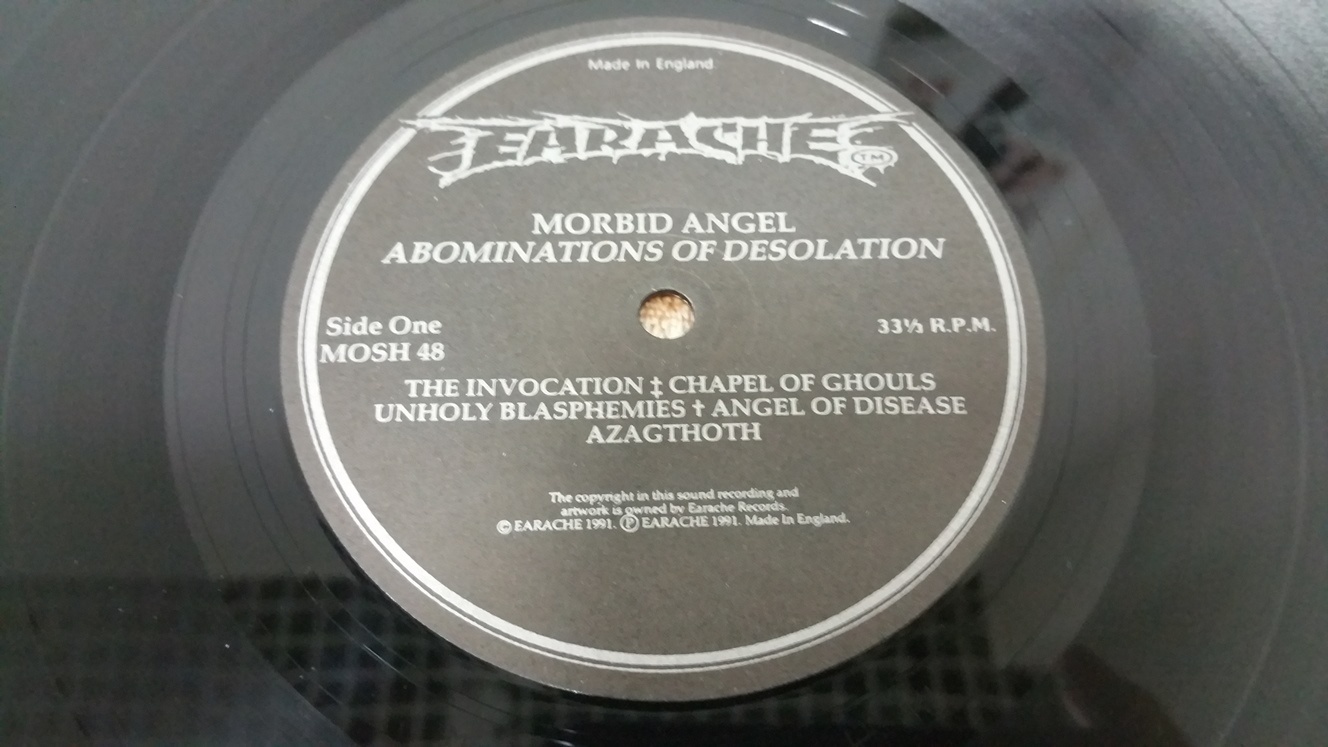 Made In England
EARACHE TM
MORBID ANGEL
ABOMINATIONS OF DESOLATION
Side One
MOSH 48
33⅓ R.P.M.
THE INVOCATION ‡ CHAPEL OF GHOULS
UNHOLY BLASPHEMIES † ANGEL OF DISEASE
AZAGTHOTH
The copyright in this sound recording and
artwork is owned by Earache Records.
© EARACHE 1991. ℗ EARACHE 1991. Made In England.